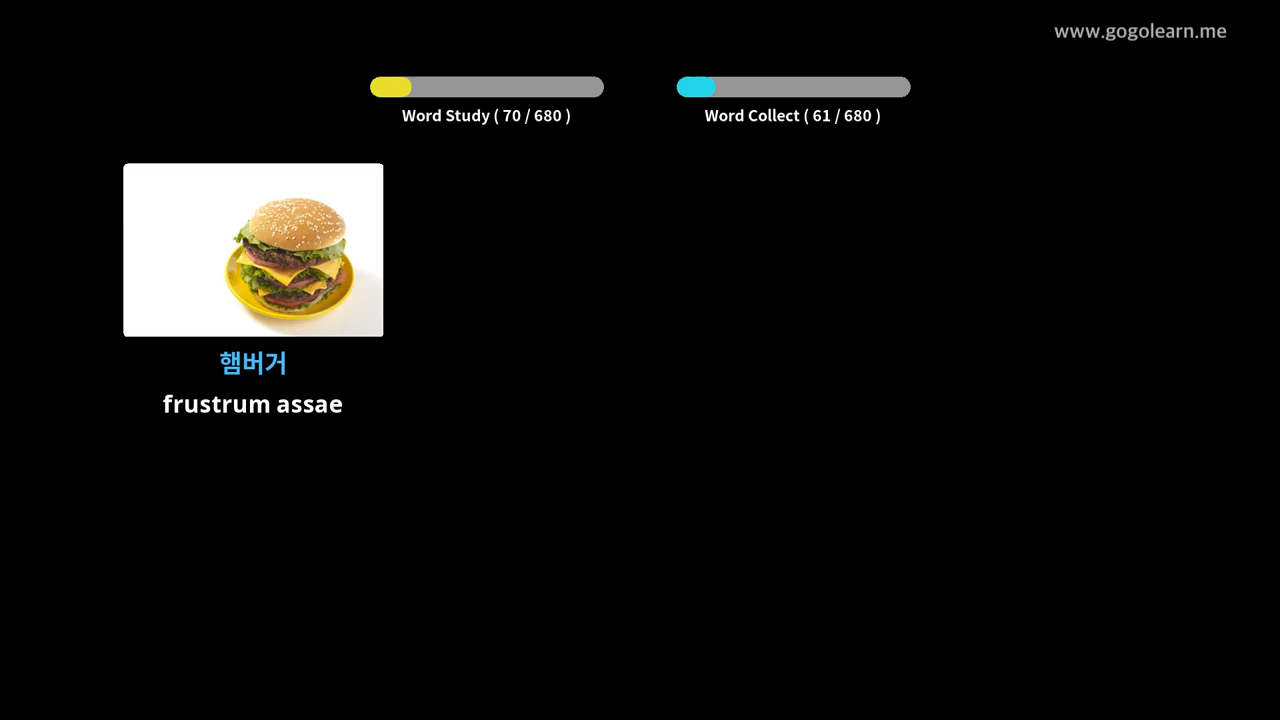 www.gogolearn.me
Word Study ( 70 / 680 )
Word Collect ( 61 / 680 )
햄버거
frustrum assae